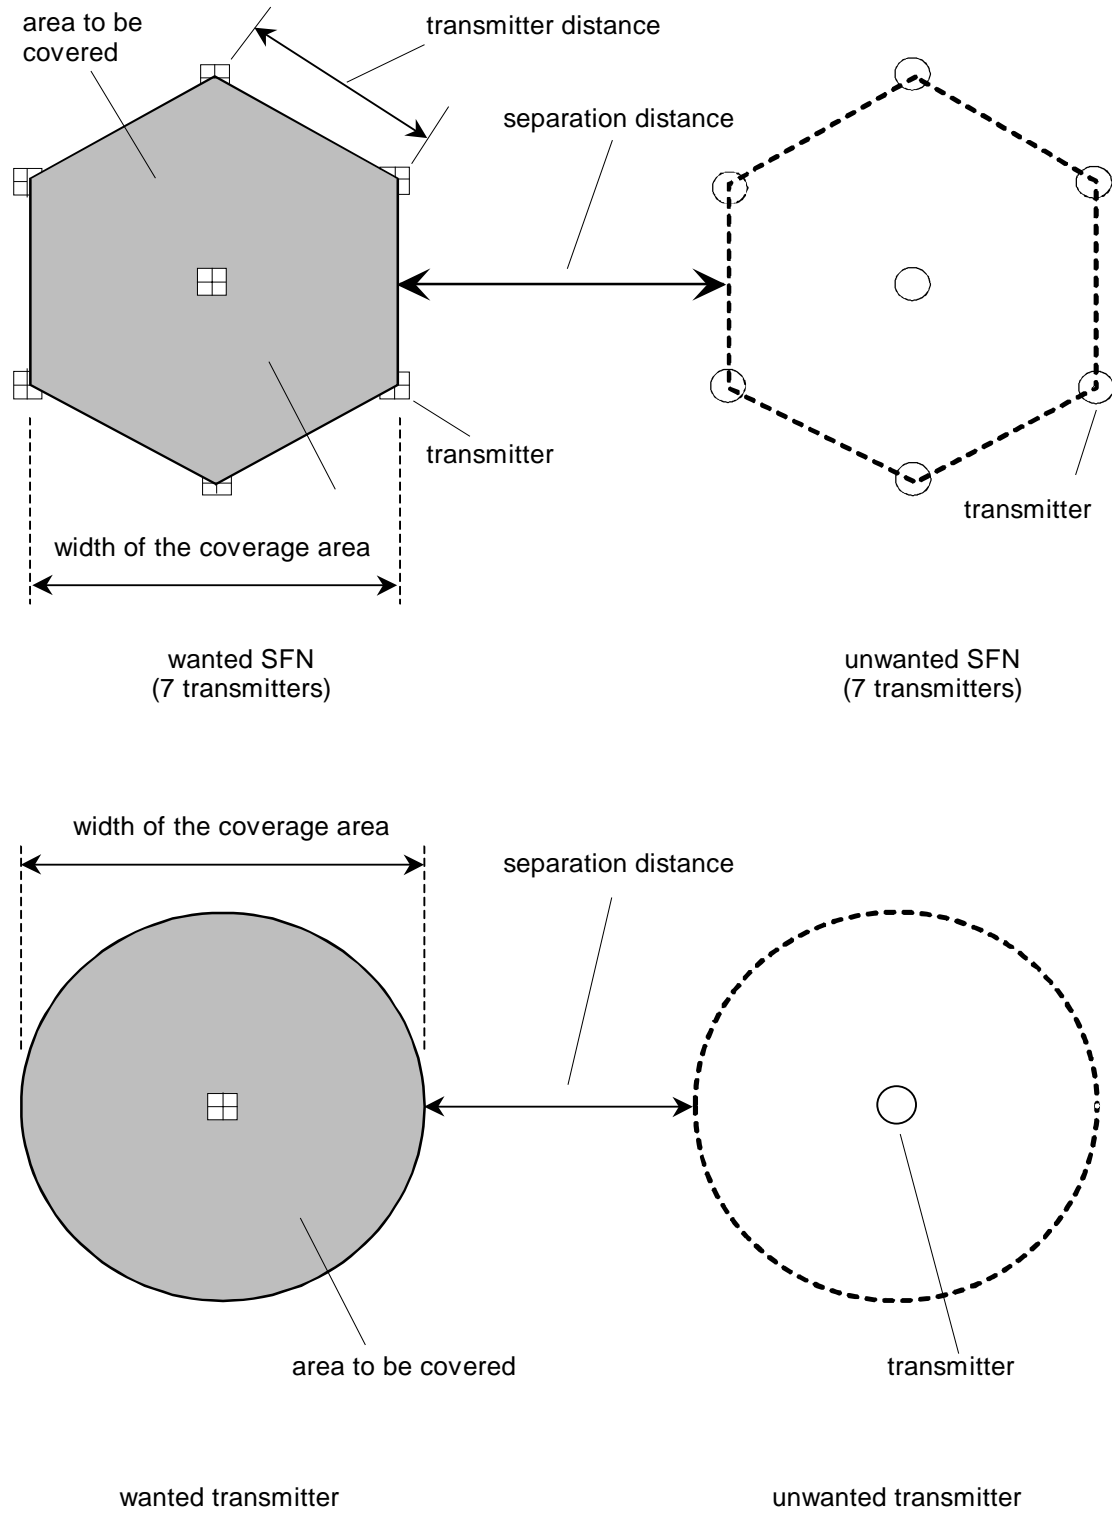 area to be
covered
transmitter distance
separation distance
transmitter
transmitter
width of the coverage area
wanted SFN
(7 transmitters)
unwanted SFN
(7 transmitters)
width of the coverage area
separation distance
area to be covered
transmitter
wanted transmitter
unwanted transmitter